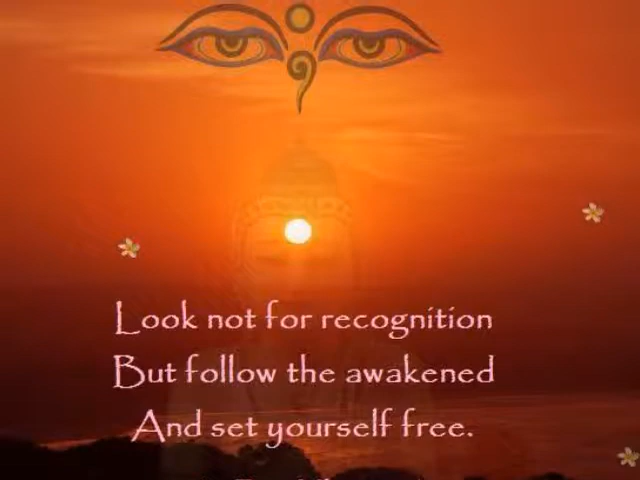 Look not for recognition
But follow the awakened
And set yourself free.